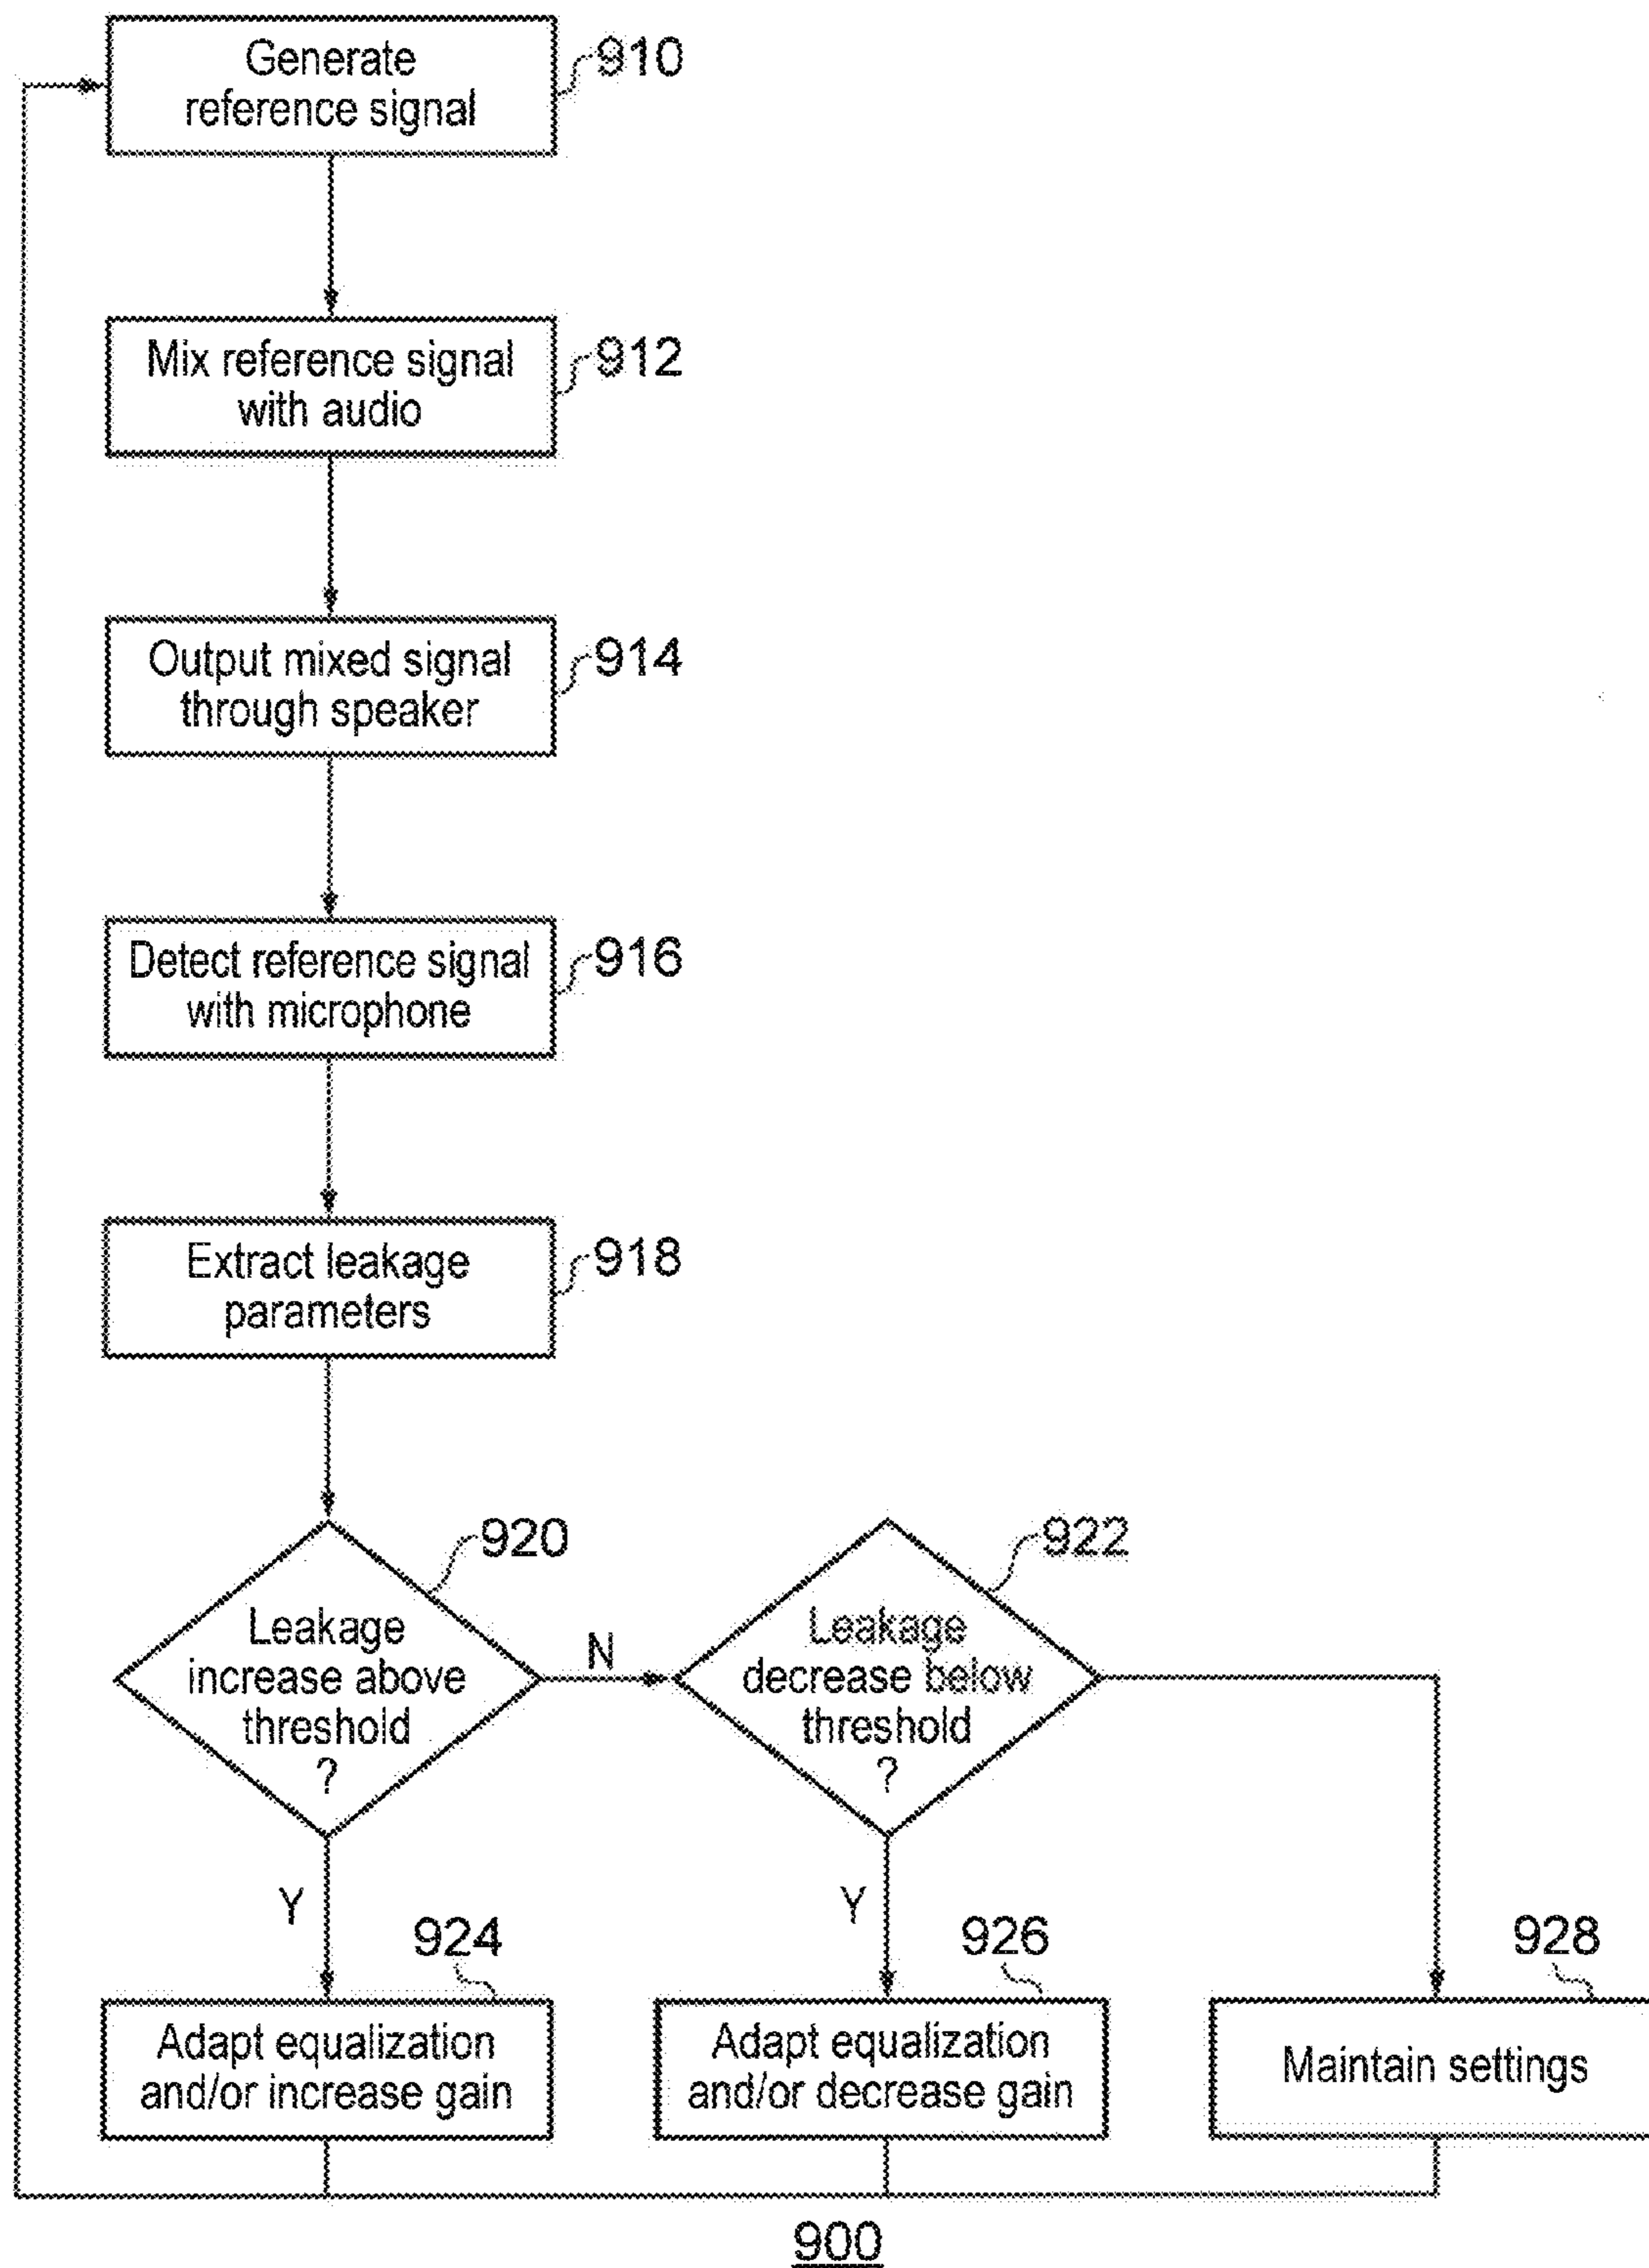 Generate
reference signal
910
Mix reference signal
with audio
912
Output mixed signal
through speaker
914
Detect reference signal
with microphone
916
Extract leakage
parameters
918
920
Leakage
increase above
threshold
?
N
922
Leakage
decrease below
threshold
?
Y
Y
924
Adapt equalization
and/or increase gain
926
Adapt equalization
and/or decrease gain
928
Maintain settings
900